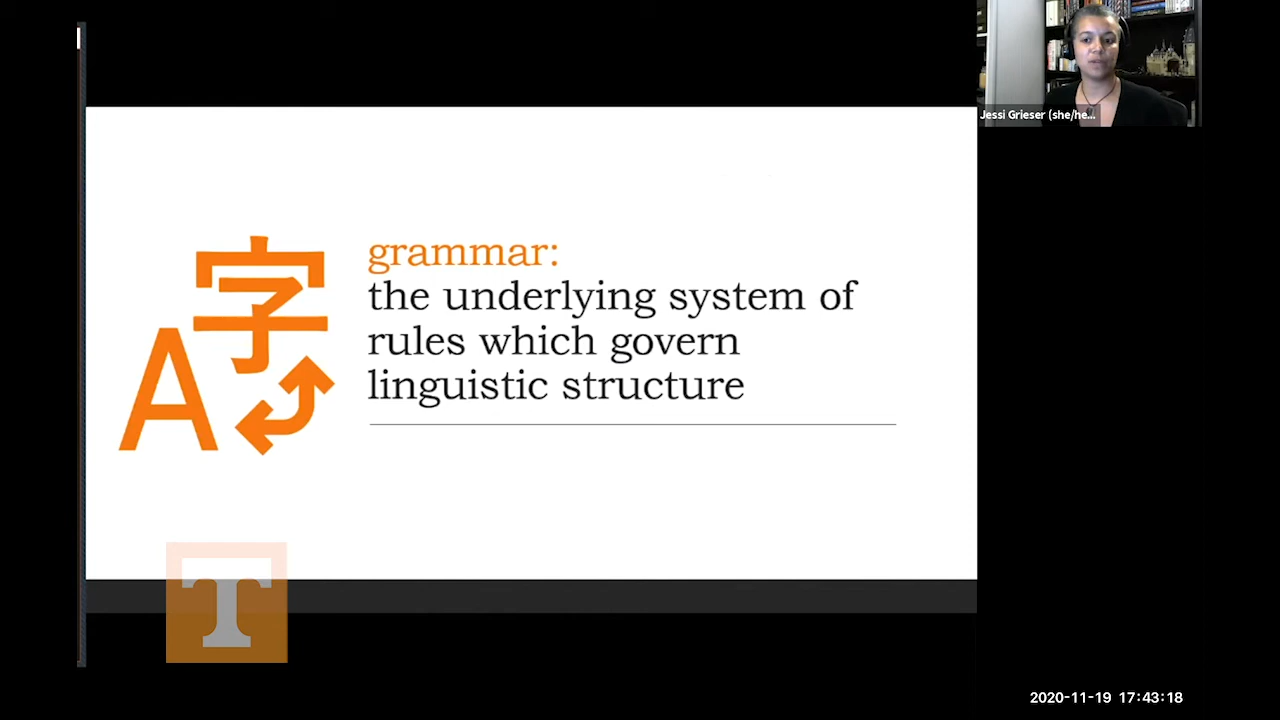 Jessi Grieser (she/he...
字
A
grammar:
the underlying system of
rules which govern
linguistic structure
T
2020-11-19 17:43:18